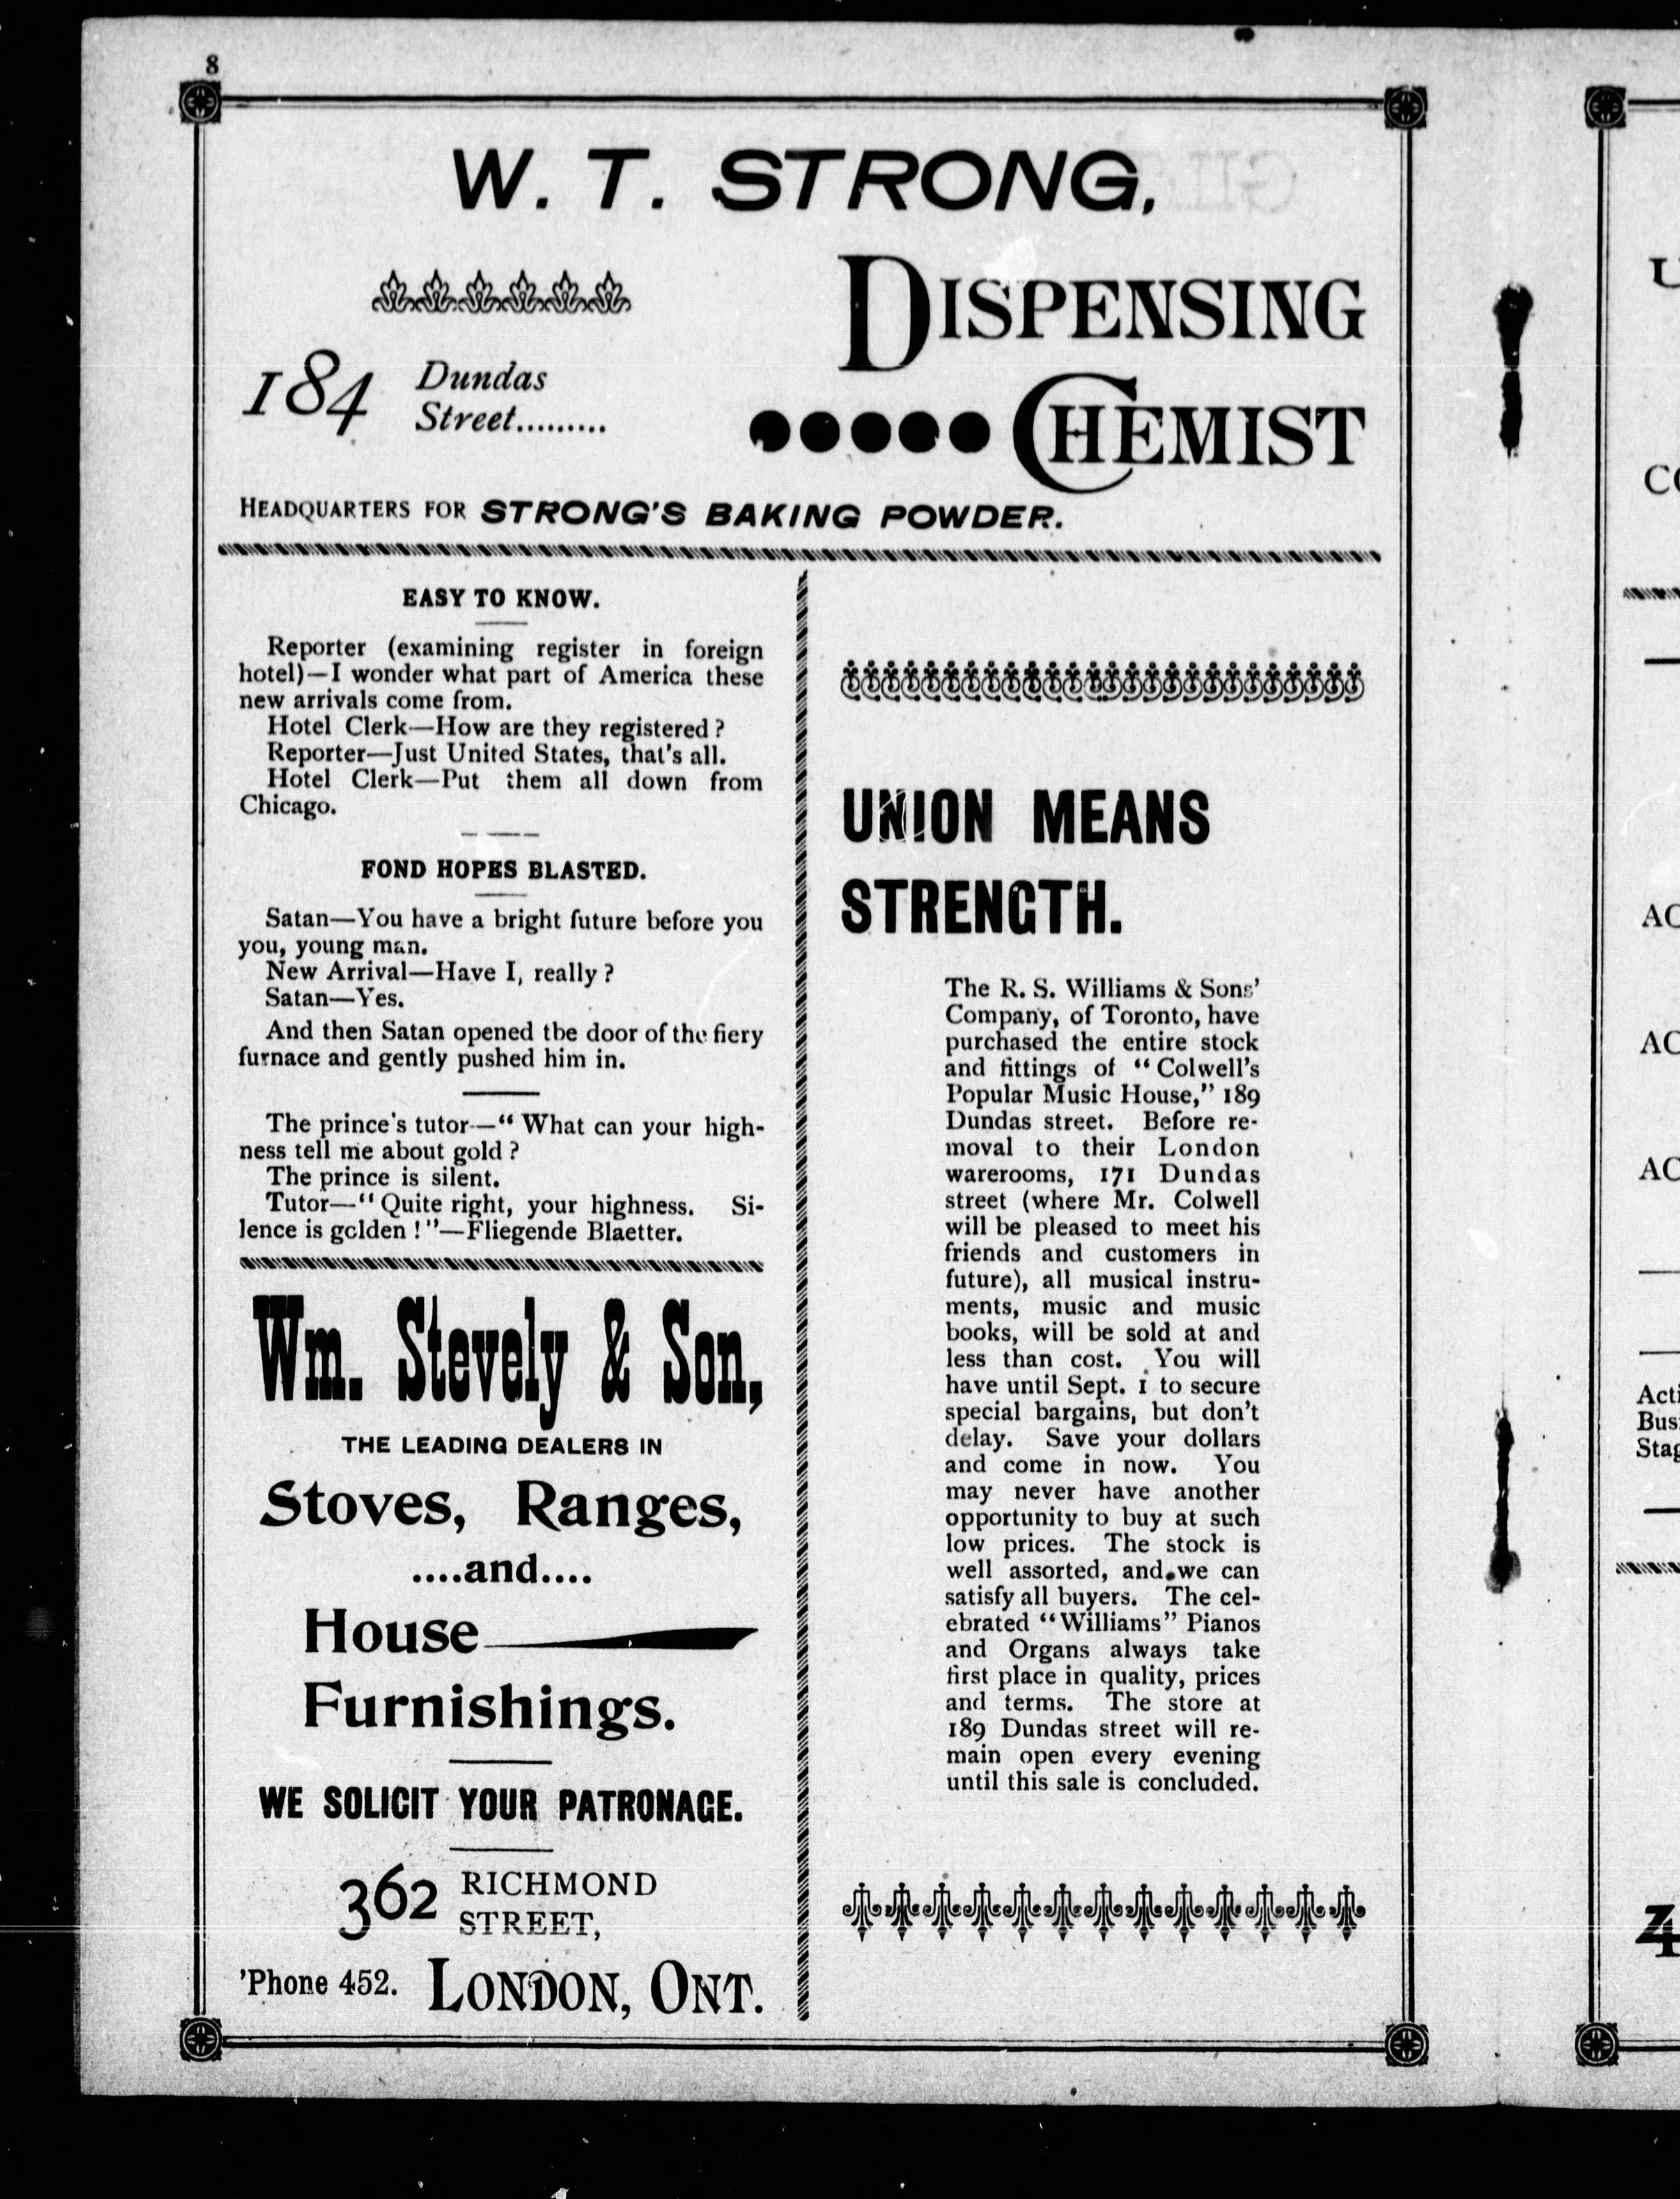 8
W. T. STRONG,
184 Dundas
Street.........
DISPENSING
CHEMIST
HEADQUARTERS FOR STRONG'S BAKING POWDER.
EASY TO KNOW.
Reporter (examining register in foreign
hotel)—I wonder what part of America these
new arrivals come from.
Hotel Clerk—How are they registered ?
Reporter—Just United States, that's all.
Hotel Clerk—Put them all down from
Chicago.
FOND HOPES BLASTED.
Satan—You have a bright future before you
you, young man.
New Arrival—Have I, really ?
Satan—Yes.
And then Satan opened the door of the fiery
furnace and gently pushed him in.
The prince's tutor—“ What can your high-
ness tell me about gold ?
The prince is silent.
Tutor—“ Quite right, your highness. Si-
lence is golden ! ”—Fliegende Blaetter.
Wm. Stevely & Son,
THE LEADING DEALERS IN
Stoves, Ranges,
....and....
House
Furnishings.
WE SOLICIT YOUR PATRONAGE.
362 RICHMOND
STREET,
'Phone 452. LONDON, ONT.
UNION MEANS
STRENGTH.
The R. S. Williams & Sons'
Company, of Toronto, have
purchased the entire stock
and fittings of “ Colwell's
Popular Music House,” 189
Dundas street. Before re-
moval to their London
warerooms, 171 Dundas
street (where Mr. Colwell
will be pleased to meet his
friends and customers in
future), all musical instru-
ments, music and music
books, will be sold at and
less than cost. You will
have until Sept. 1 to secure
special bargains, but don't
delay. Save your dollars
and come in now. You
may never have another
opportunity to buy at such
low prices. The stock is
well assorted, and we can
satisfy all buyers. The cel-
ebrated “Williams” Pianos
and Organs always take
first place in quality, prices
and terms. The store at
189 Dundas street will re-
main open every evening
until this sale is concluded.